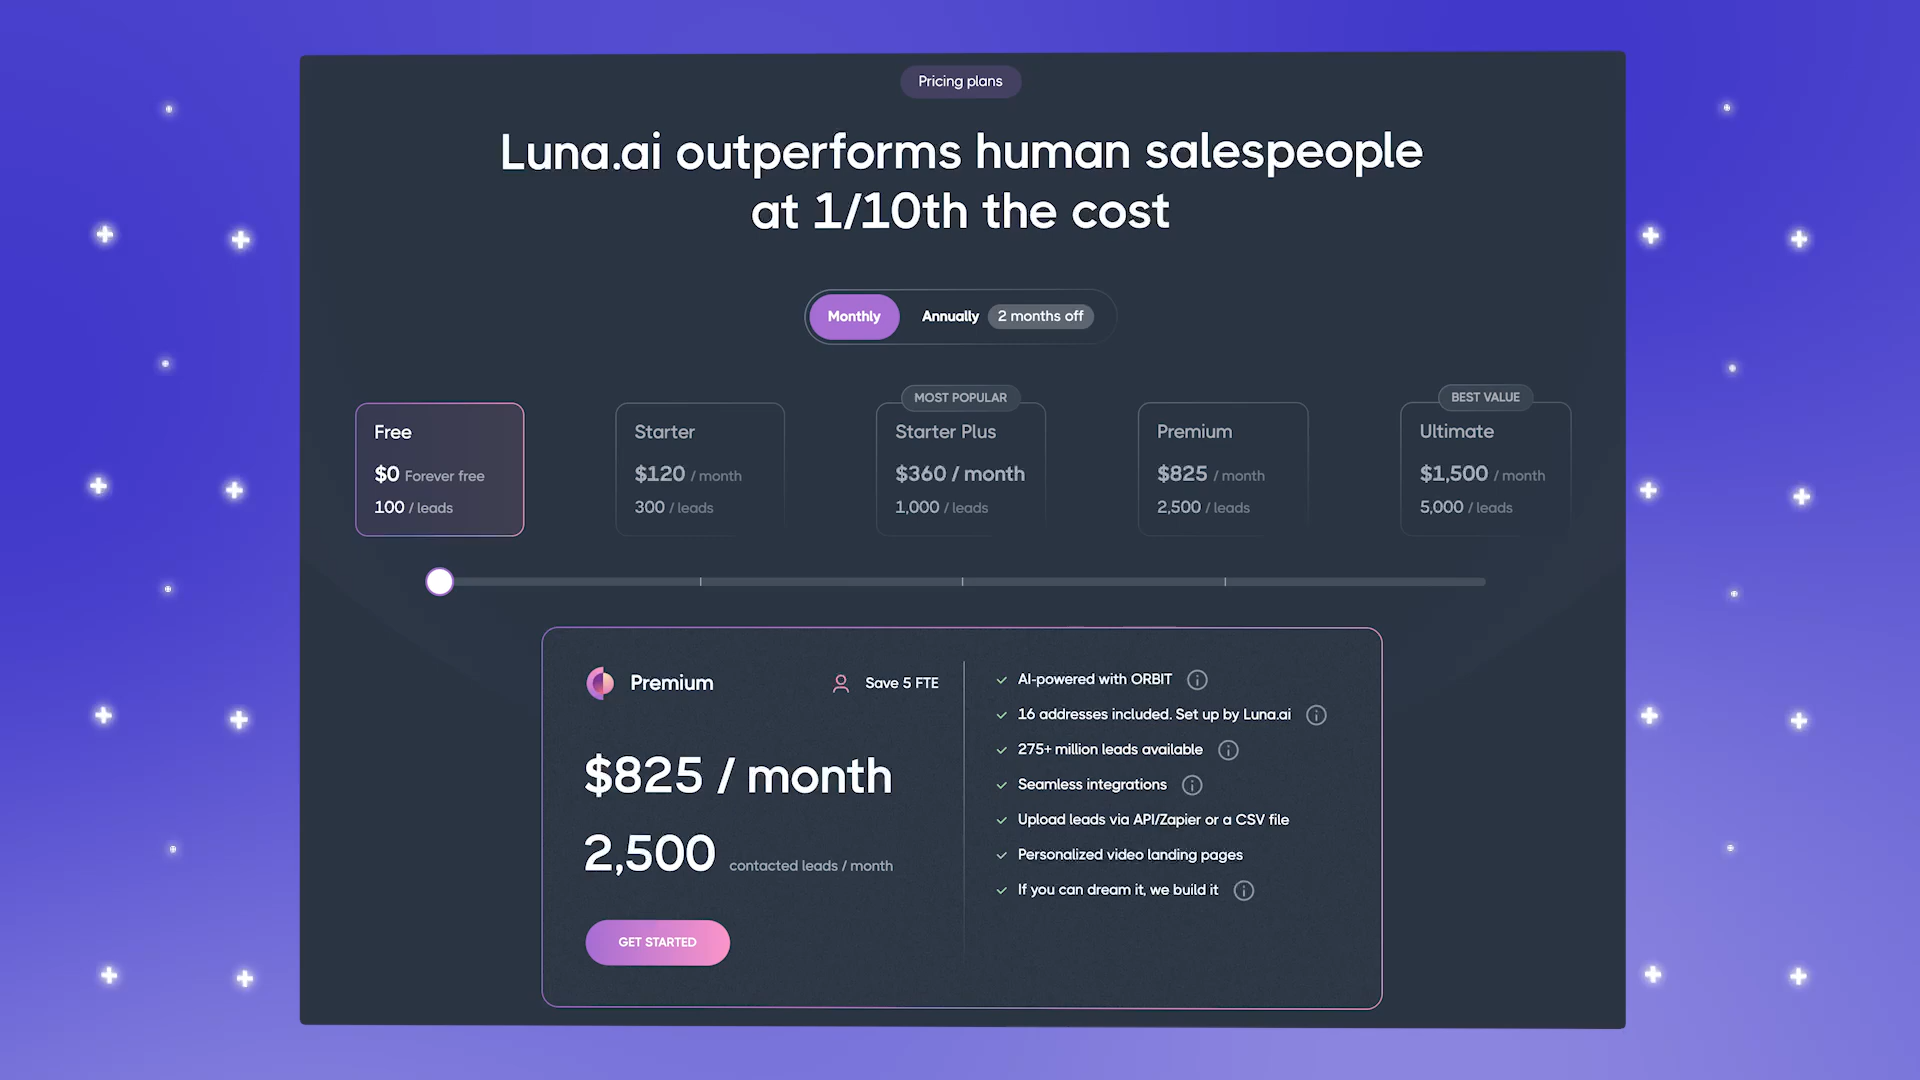 Pricing plans
Luna.ai outperforms human salespeople
at 1/10th the cost
Monthly
Annually 2 months off
Free
$0 Forever free
100 / leads
Starter
$120 / month
300 / leads
MOST POPULAR
Starter Plus
$360 / month
1,000 / leads
Premium
$825 / month
2,500 / leads
BEST VALUE
Ultimate
$1,500 / month
5,000 / leads
Premium
Save 5 FTE
$825 / month
2,500 contacted leads / month
GET STARTED
AI-powered with ORBIT
16 addresses included. Set up by Luna.ai
275+ million leads available
Seamless integrations
Upload leads via API/Zapier or a CSV file
Personalized video landing pages
If you can dream it, we build it